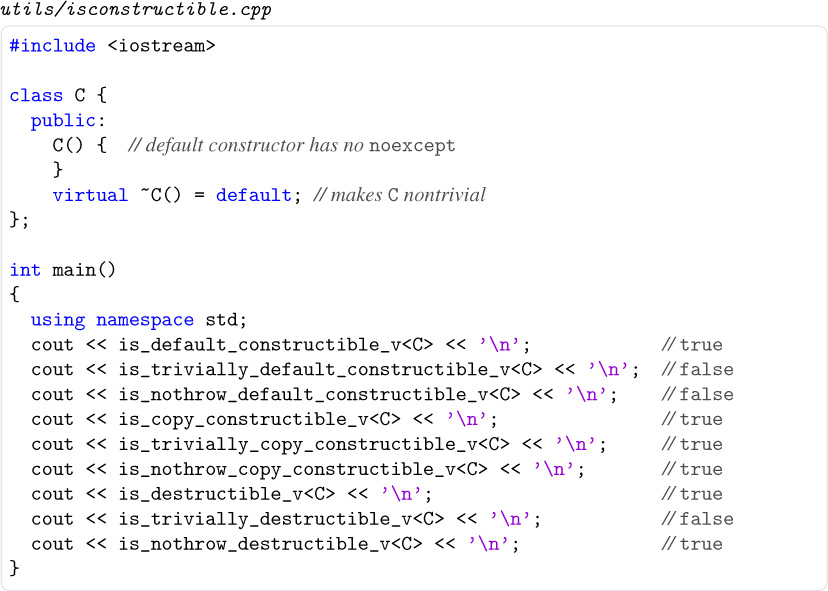 utils/isconstructible.cpp
#include <iostream>
class C {
public:
C() { // default constructor has no noexcept
}
virtual ~C() = default; // makes C nontrivial
};
int main()
{
using namespace std;
cout << is_default_constructible_v<C> << '\n'; // true
cout << is_trivially_default_constructible_v<C> << '\n'; // false
cout << is_nothrow_default_constructible_v<C> << '\n'; // false
cout << is_copy_constructible_v<C> << '\n'; // true
cout << is_trivially_copy_constructible_v<C> << '\n'; // true
cout << is_nothrow_copy_constructible_v<C> << '\n'; // true
cout << is_destructible_v<C> << '\n'; // true
cout << is_trivially_destructible_v<C> << '\n'; // false
cout << is_nothrow_destructible_v<C> << '\n'; // true
}